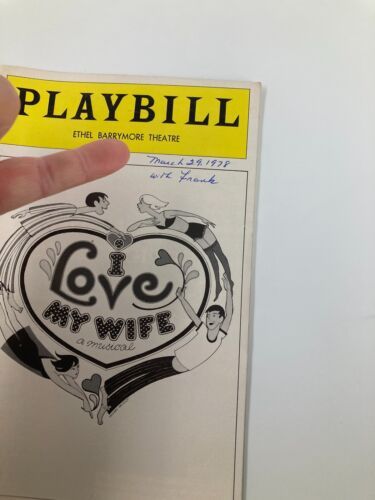 PLAYBILL
ETHEL BARRYMORE THEATRE
March 29, 1978
with Frank
I
Love
MY WIFE
a musical